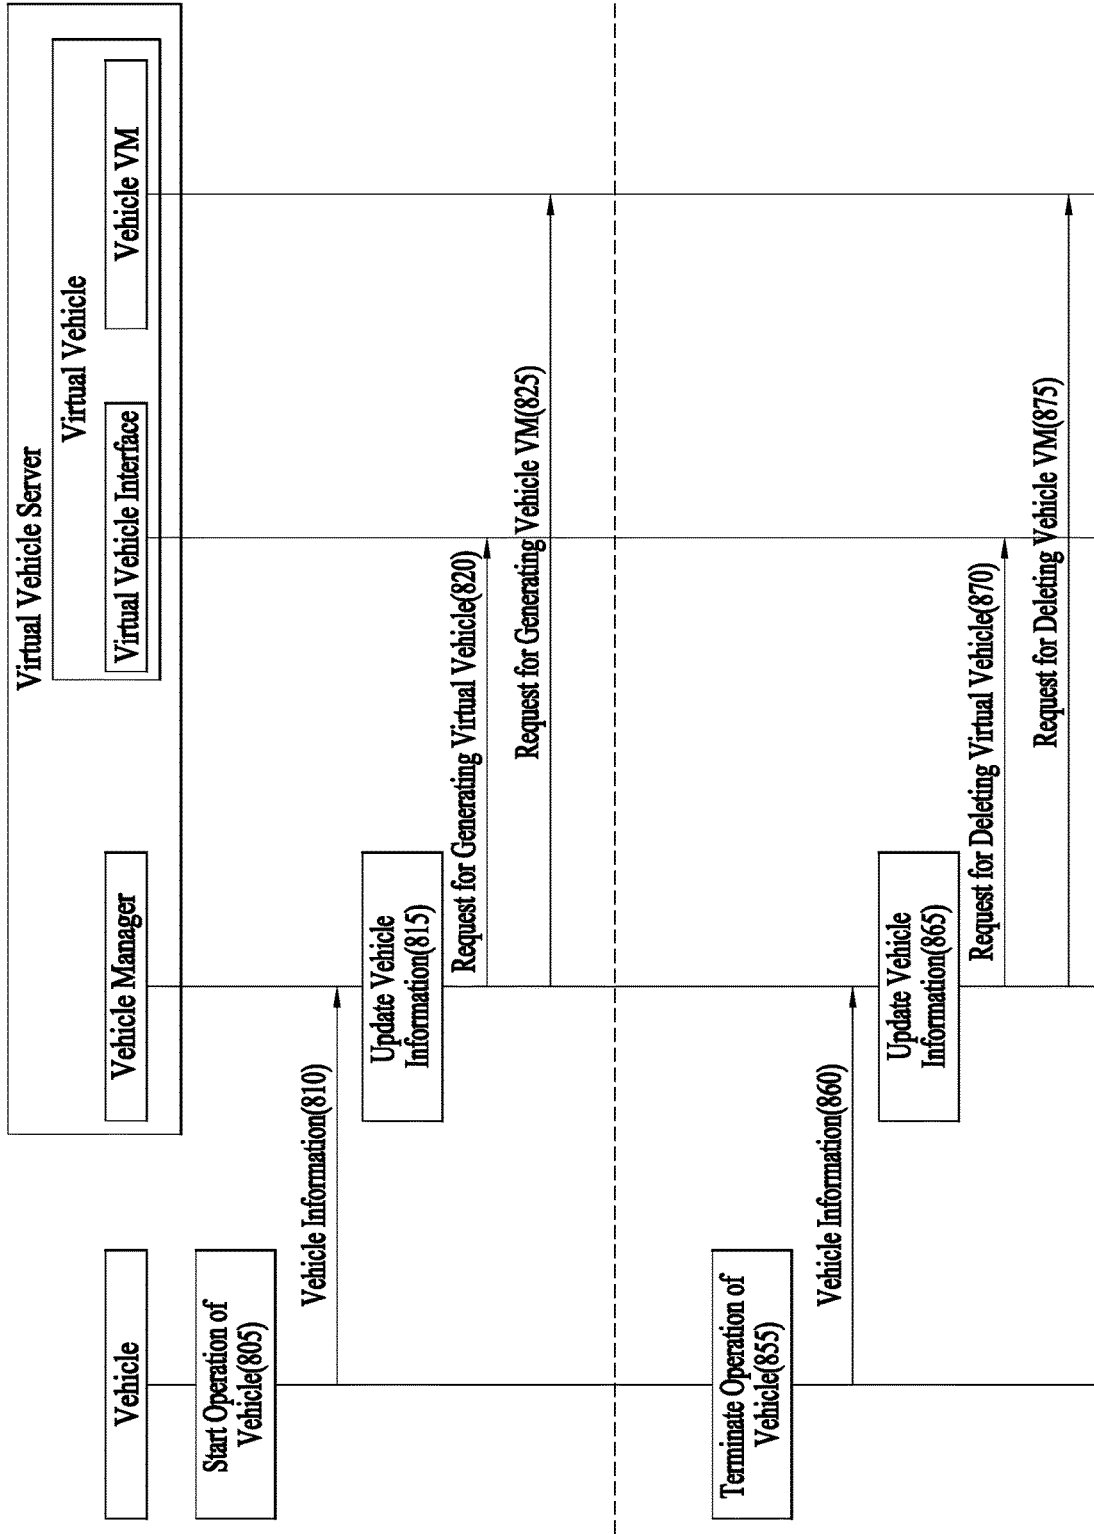 Virtual Vehicle Server
Virtual Vehicle
Vehicle
Vehicle Manager
Virtual Vehicle Interface
Vehicle VM
Start Operation of
Vehicle(805)
Vehicle Information(810)
Update Vehicle
Information(815)
Request for Generating Virtual Vehicle(820)
Request for Generating Vehicle VM(825)
Terminate Operation of
Vehicle(855)
Vehicle Information(860)
Update Vehicle
Information(865)
Request for Deleting Virtual Vehicle(870)
Request for Deleting Vehicle VM(875)